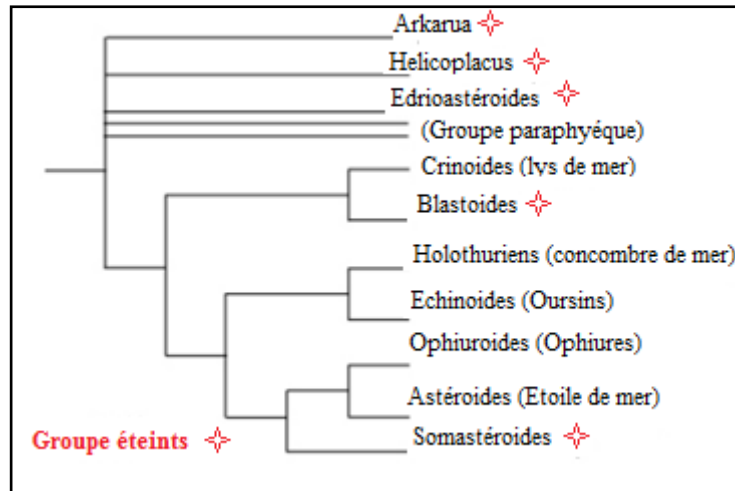 Arkarua
Helicoplacus
Edrioastéroides
(Groupe paraphyéque)
Crinoides (lys de mer)
Blastoides
Holothuriens (concombre de mer)
Echinoides (Oursins)
Ophiuroides (Ophiures)
Astéroides (Etoile de mer)
Groupe éteints
Somastéroides